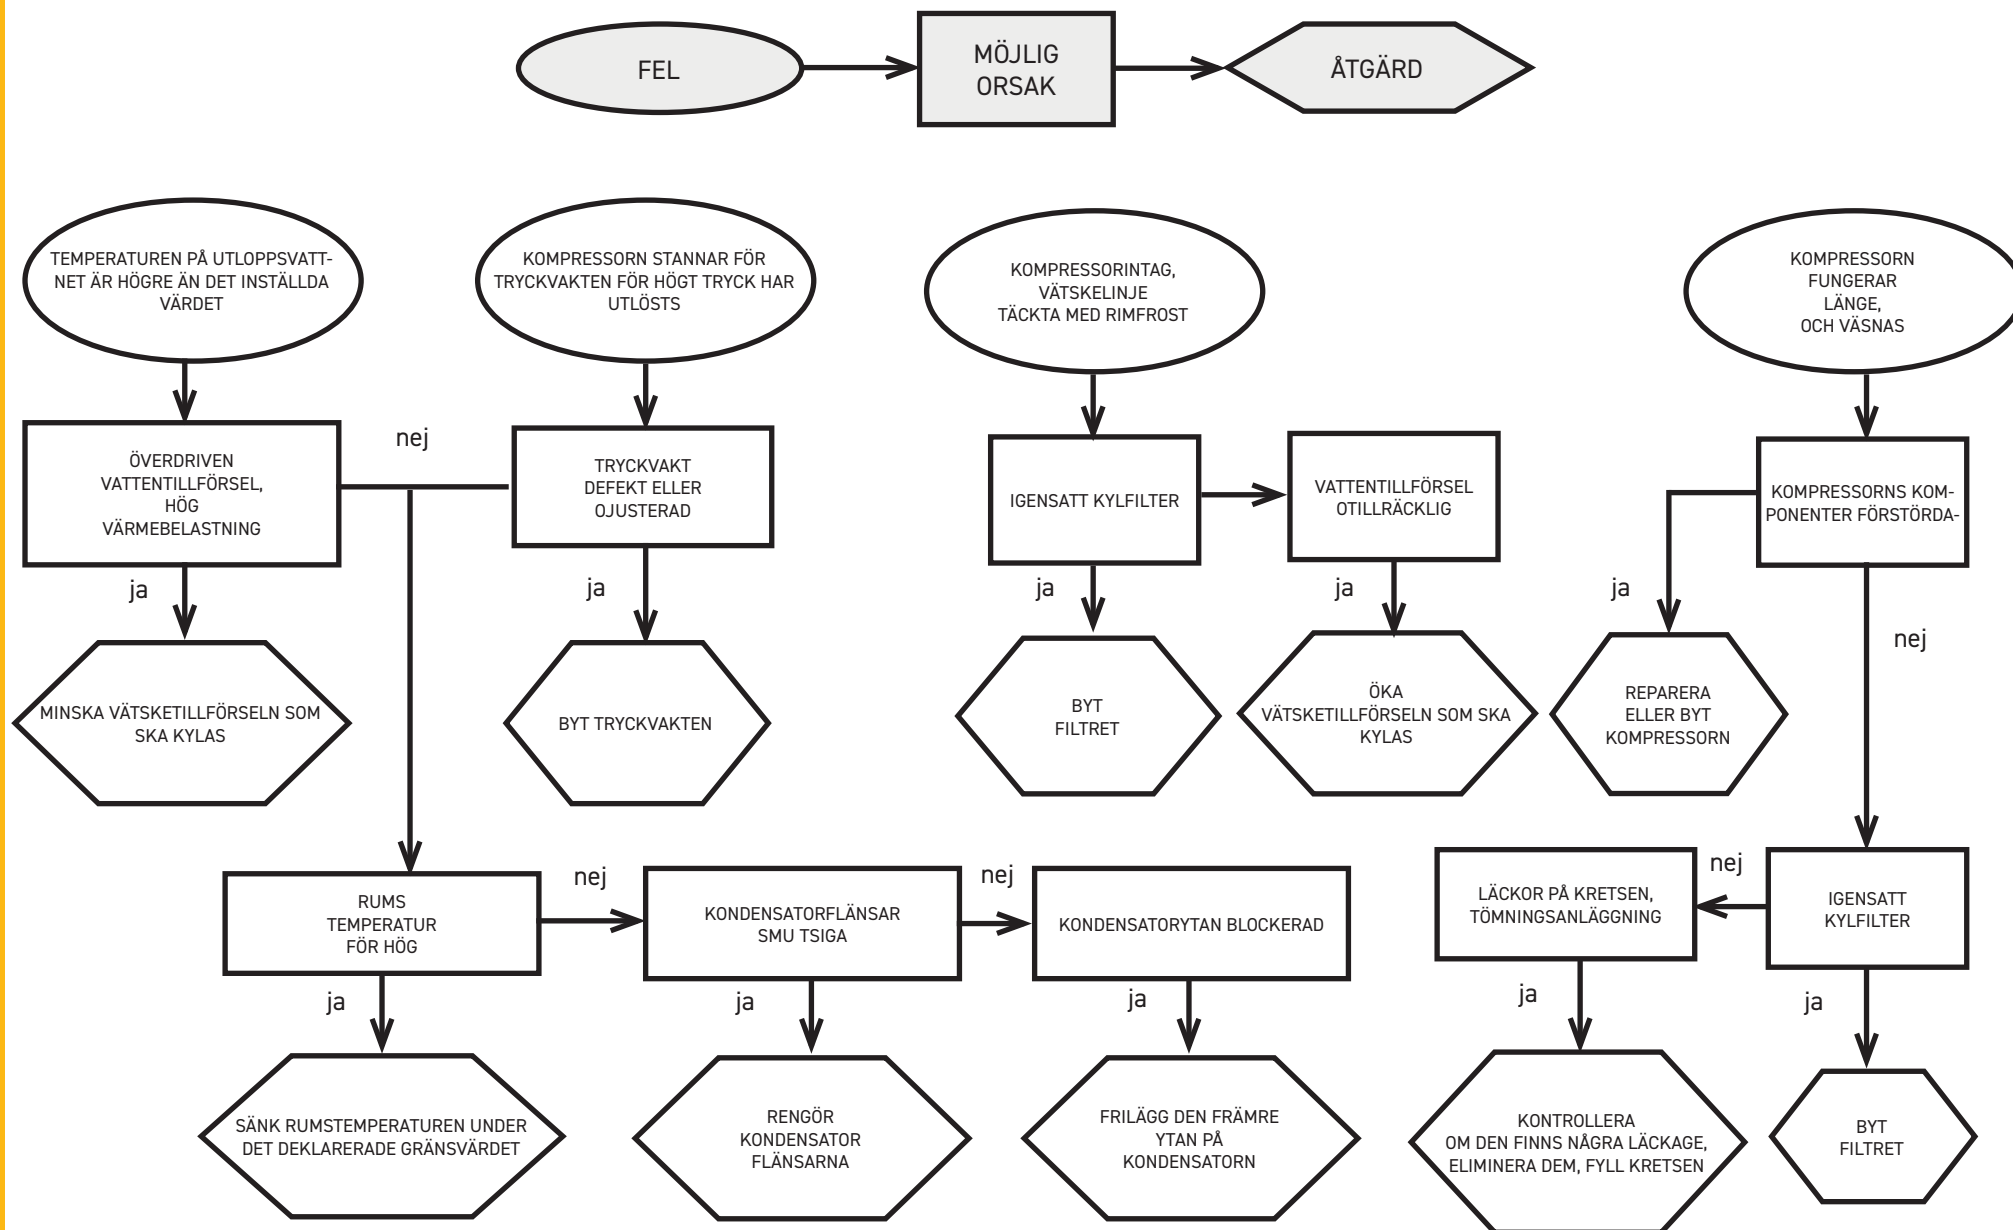 FEL
MÖJLIG
ORSAK
ÅTGÄRD
TEMPERATUREN PÅ UTLOPPSVATT-
NET ÄR HÖGRE ÄN DET INSTÄLLDA
VÄRDET
KOMPRESSORN STANNAR FÖR
TRYCKVAKTEN FÖR HÖGT TRYCK HAR
UTLÖSTS
KOMPRESSORINTAG,
VÄTSKELINJE
TÄCKTA MED RIMFROST
KOMPRESSORN
FUNGERAR
LÄNGE,
OCH VÄSNAS
ÖVERDRIVEN
VATTENTILLFÖRSEL,
HÖG
VÄRMEBELASTNING
nej
TRYCKVAKT
DEFEKT ELLER
OJUSTERAD
IGENSATT KYLFILTER
VATTENTILLFÖRSEL
OTILLRÄCKLIG
KOMPRESSORNS KOM-
PONENTER FÖRSTÖRDA-
ja
ja
ja
ja
ja
nej
MINSKA VÄTSKETILLFÖRSELN SOM
SKA KYLAS
BYT TRYCKVAKTEN
BYT
FILTRET
ÖKA
VÄTSKETILLFÖRSELN SOM SKA
KYLAS
REPARERA
ELLER BYT
KOMPRESSORN
RUMS
TEMPERATUR
FÖR HÖG
nej
KONDENSATORFLÄNSAR
SMU TSIGA
nej
KONDENSATORYTAN BLOCKERAD
LÄCKOR PÅ KRETSEN,
TÖMNINGSANLÄGGNING
nej
IGENSATT
KYLFILTER
ja
ja
ja
ja
ja
SÄNK RUMSTEMPERATUREN UNDER
DET DEKLARERADE GRÄNSVÄRDET
RENGÖR
KONDENSATOR
FLÄNSARNA
FRILÄGG DEN FRÄMRE
YTAN PÅ
KONDENSATORN
KONTROLLERA
OM DEN FINNS NÅGRA LÄCKAGE,
ELIMINERA DEM, FYLL KRETSEN
BYT
FILTRET